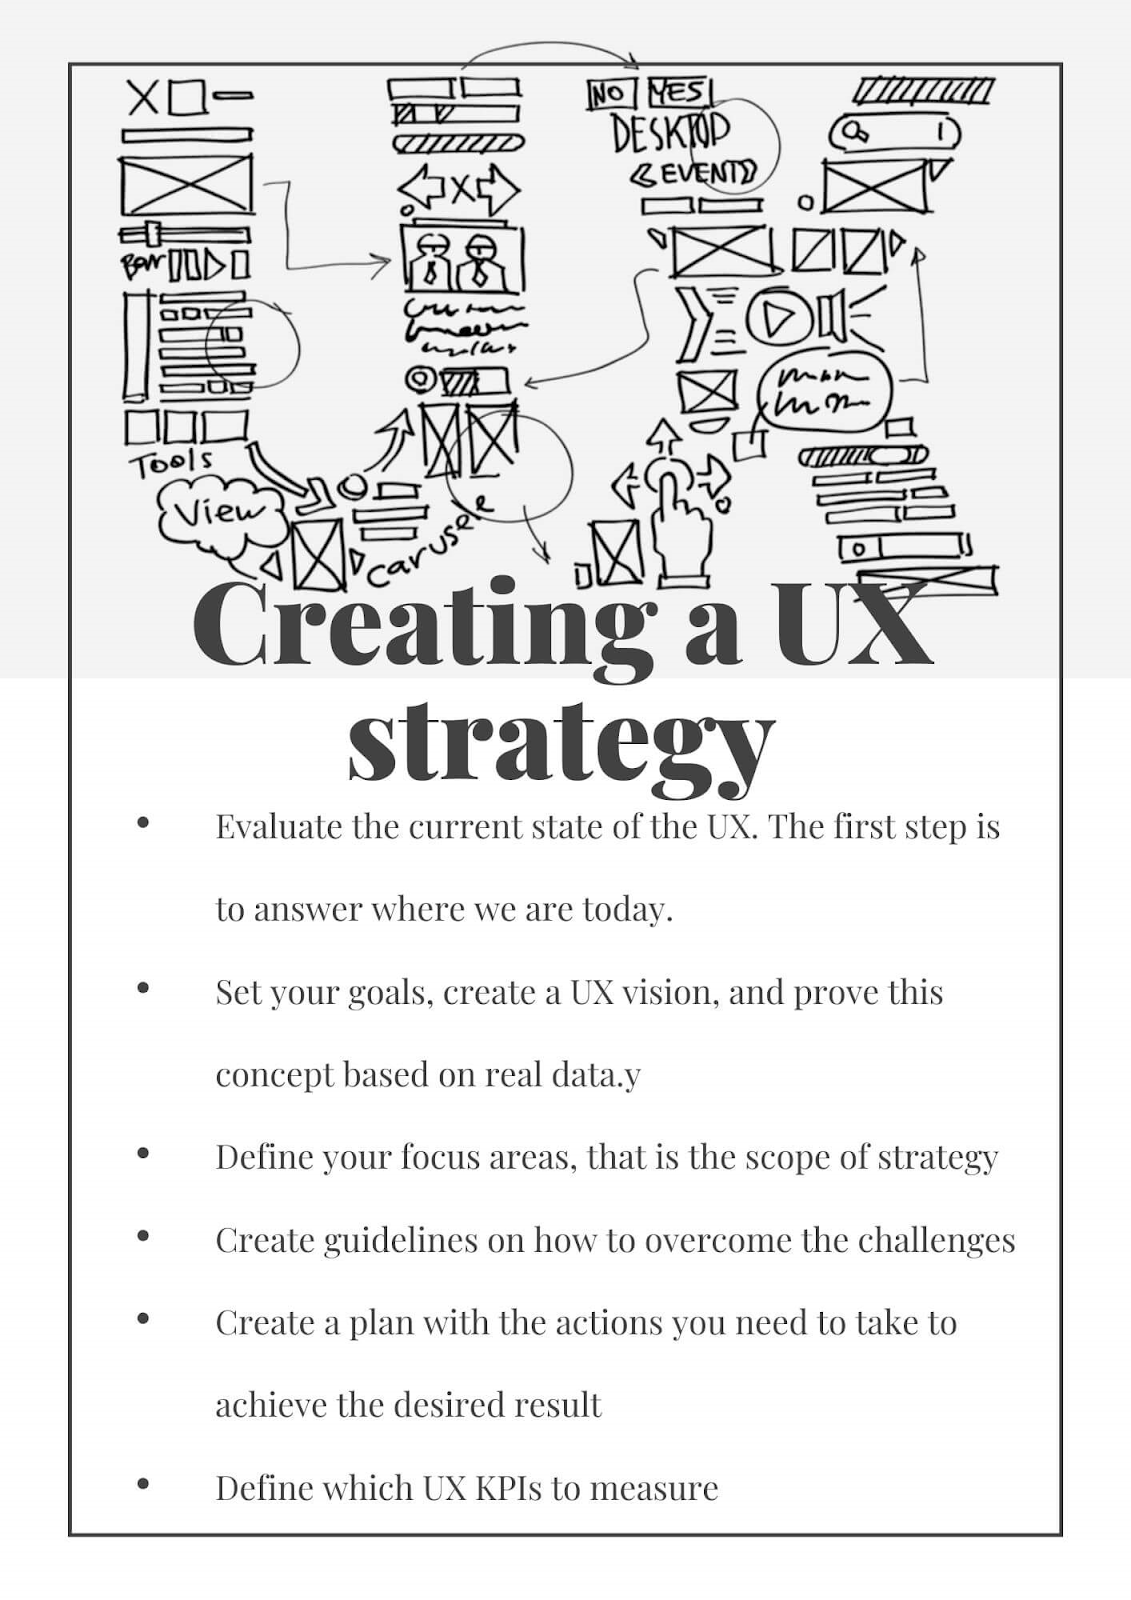 NO YES
DESKTOP
EVENT
Bar
Tools
View
Caruseл
Creating a UX
strategy
• Evaluate the current state of the UX. The first step is
to answer where we are today.
• Set your goals, create a UX vision, and prove this
concept based on real data.y
• Define your focus areas, that is the scope of strategy
• Create guidelines on how to overcome the challenges
• Create a plan with the actions you need to take to
achieve the desired result
• Define which UX KPIs to measure